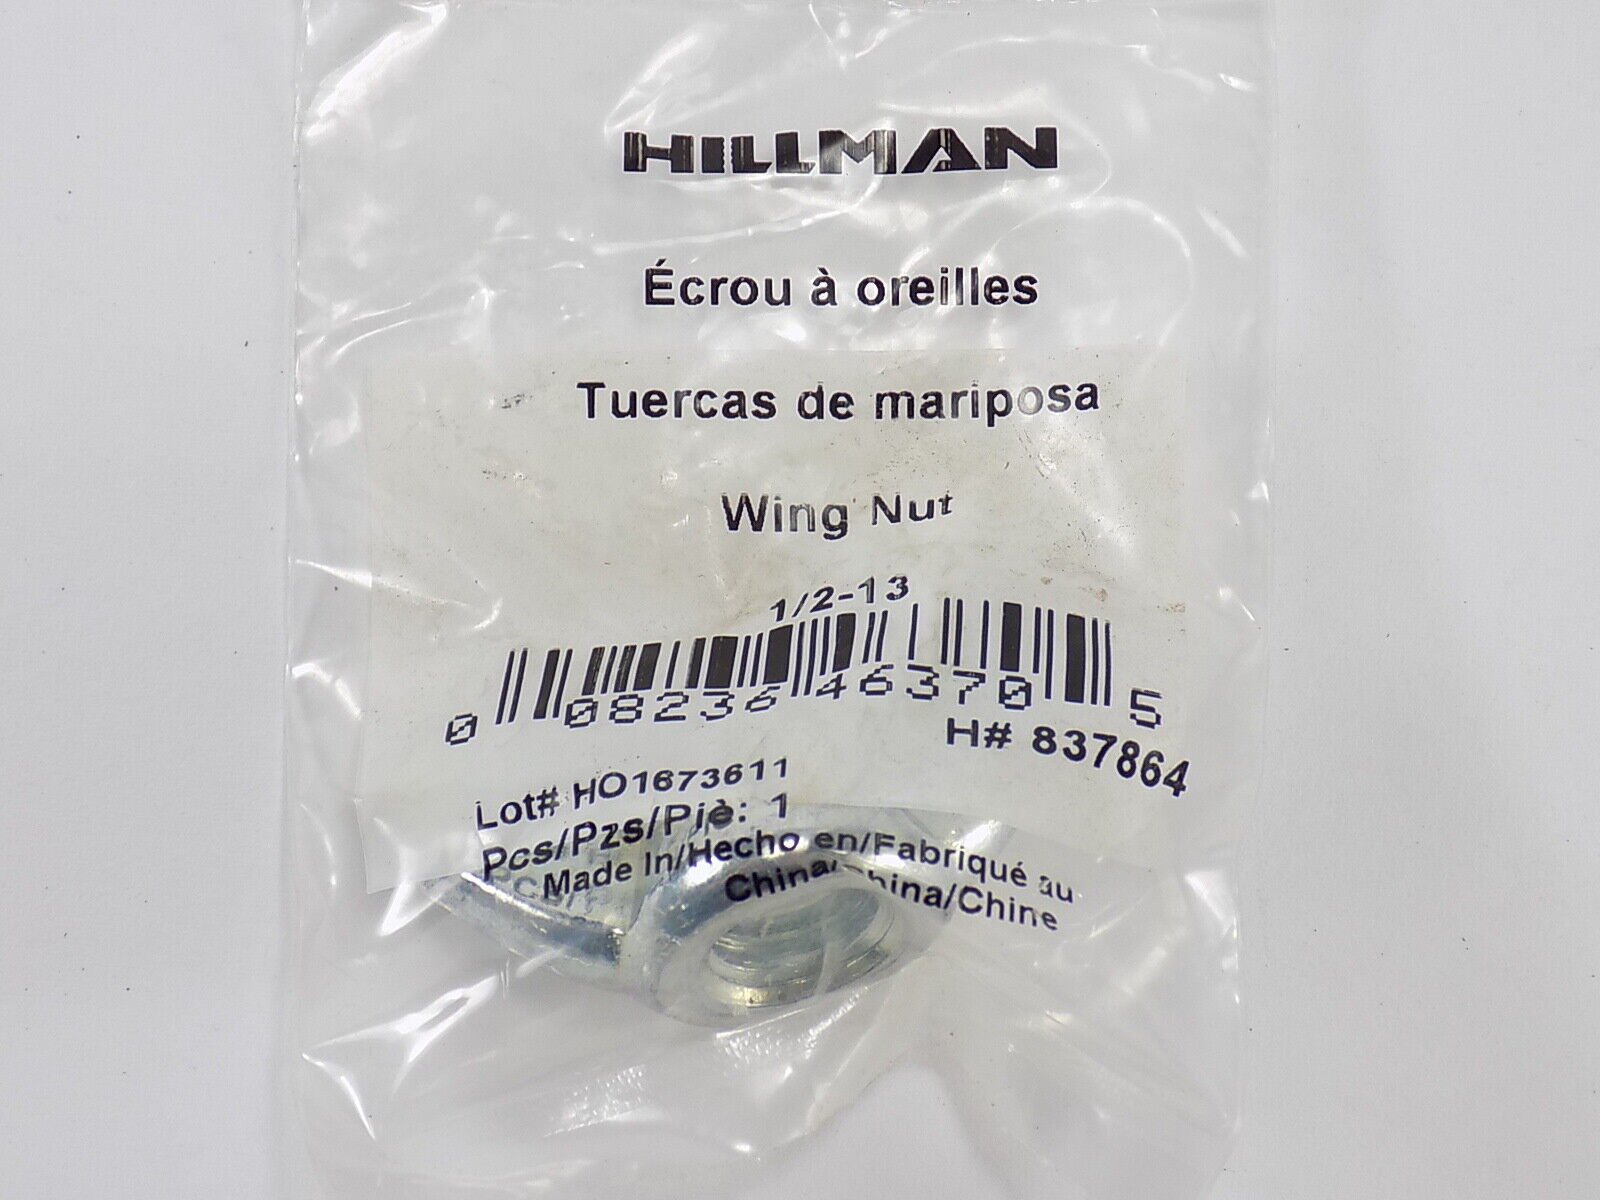 HILLMAN
Écrou à oreilles
Tuercas de mariposa
Wing Nut
1/2-13
0 08236 46370 5
H# 837864
Lot# HO1673611
Pcs/Pzs/Piè: 1
Made In/Hecho en/Fabriqué au
China/China/Chine